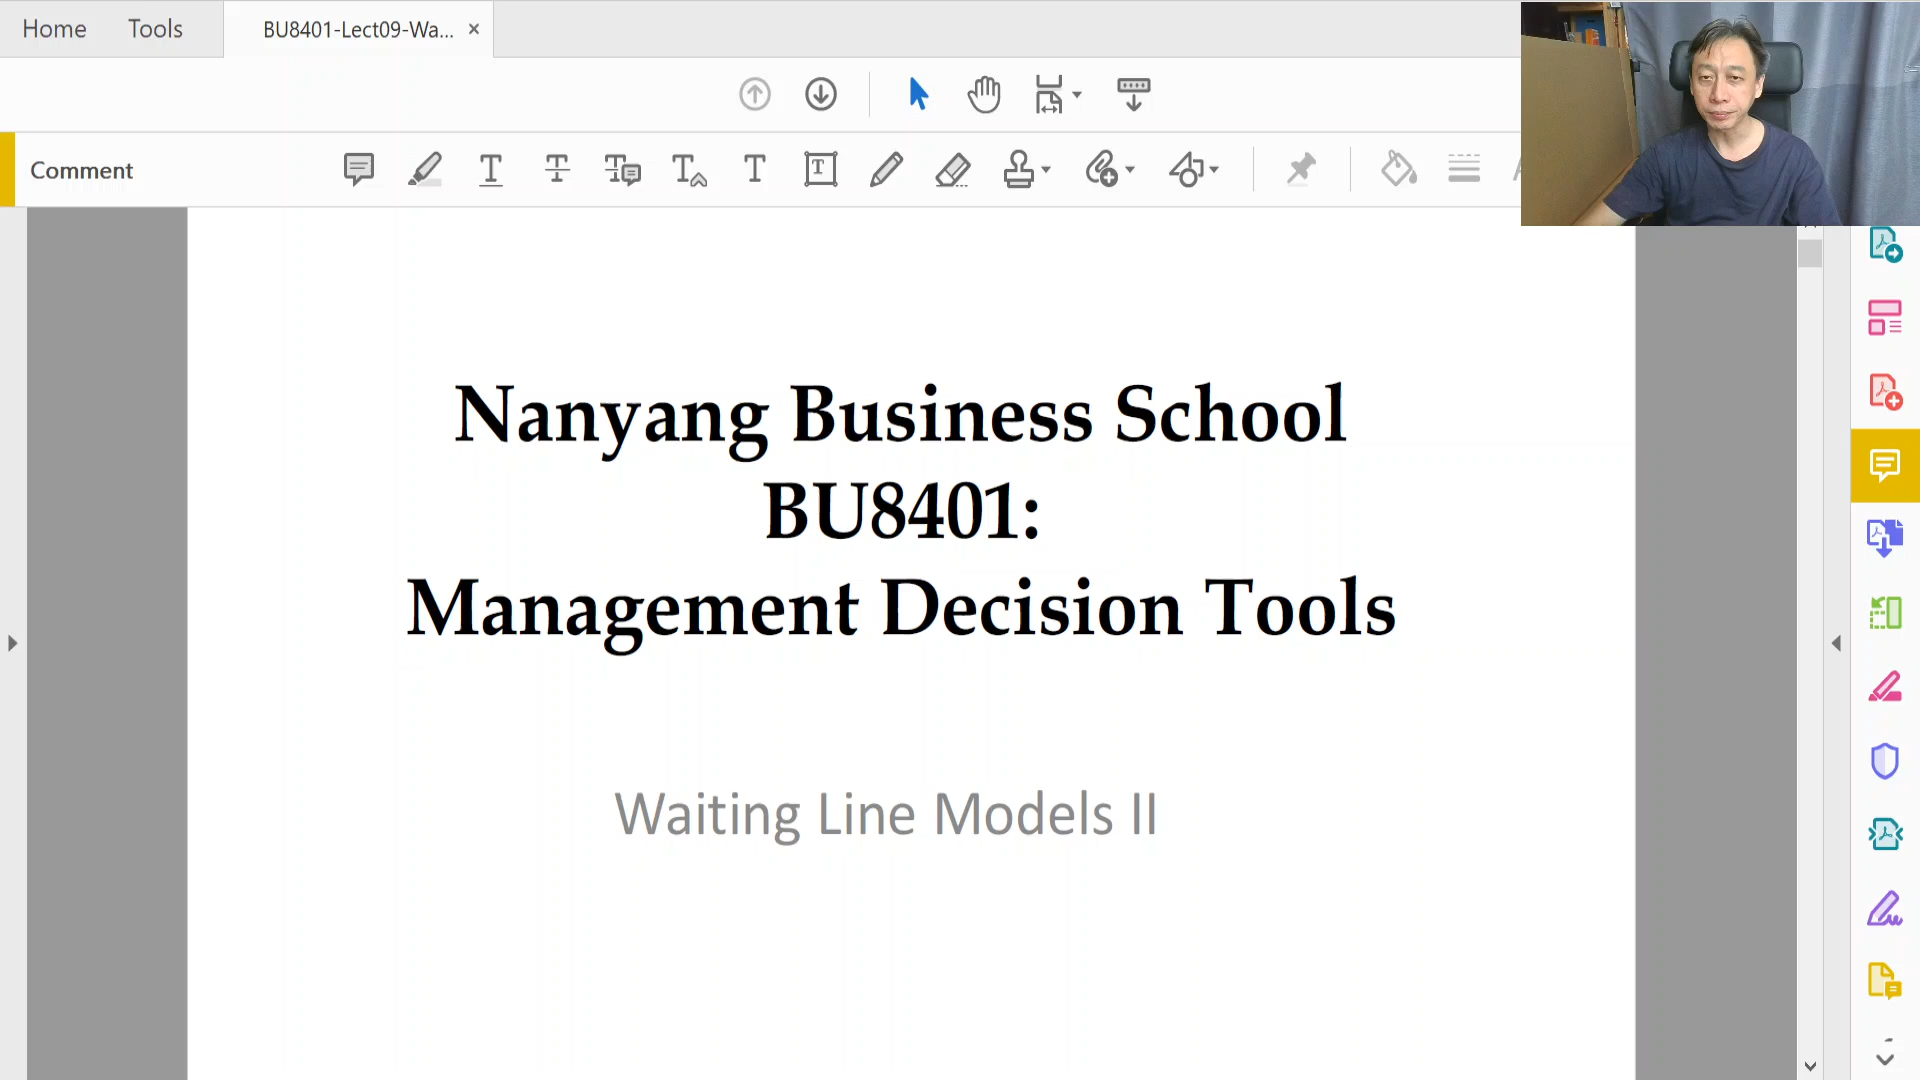 Home Tools BU8401-Lect09-Wa... ×
Comment
Nanyang Business School
BU8401:
Management Decision Tools
Waiting Line Models II